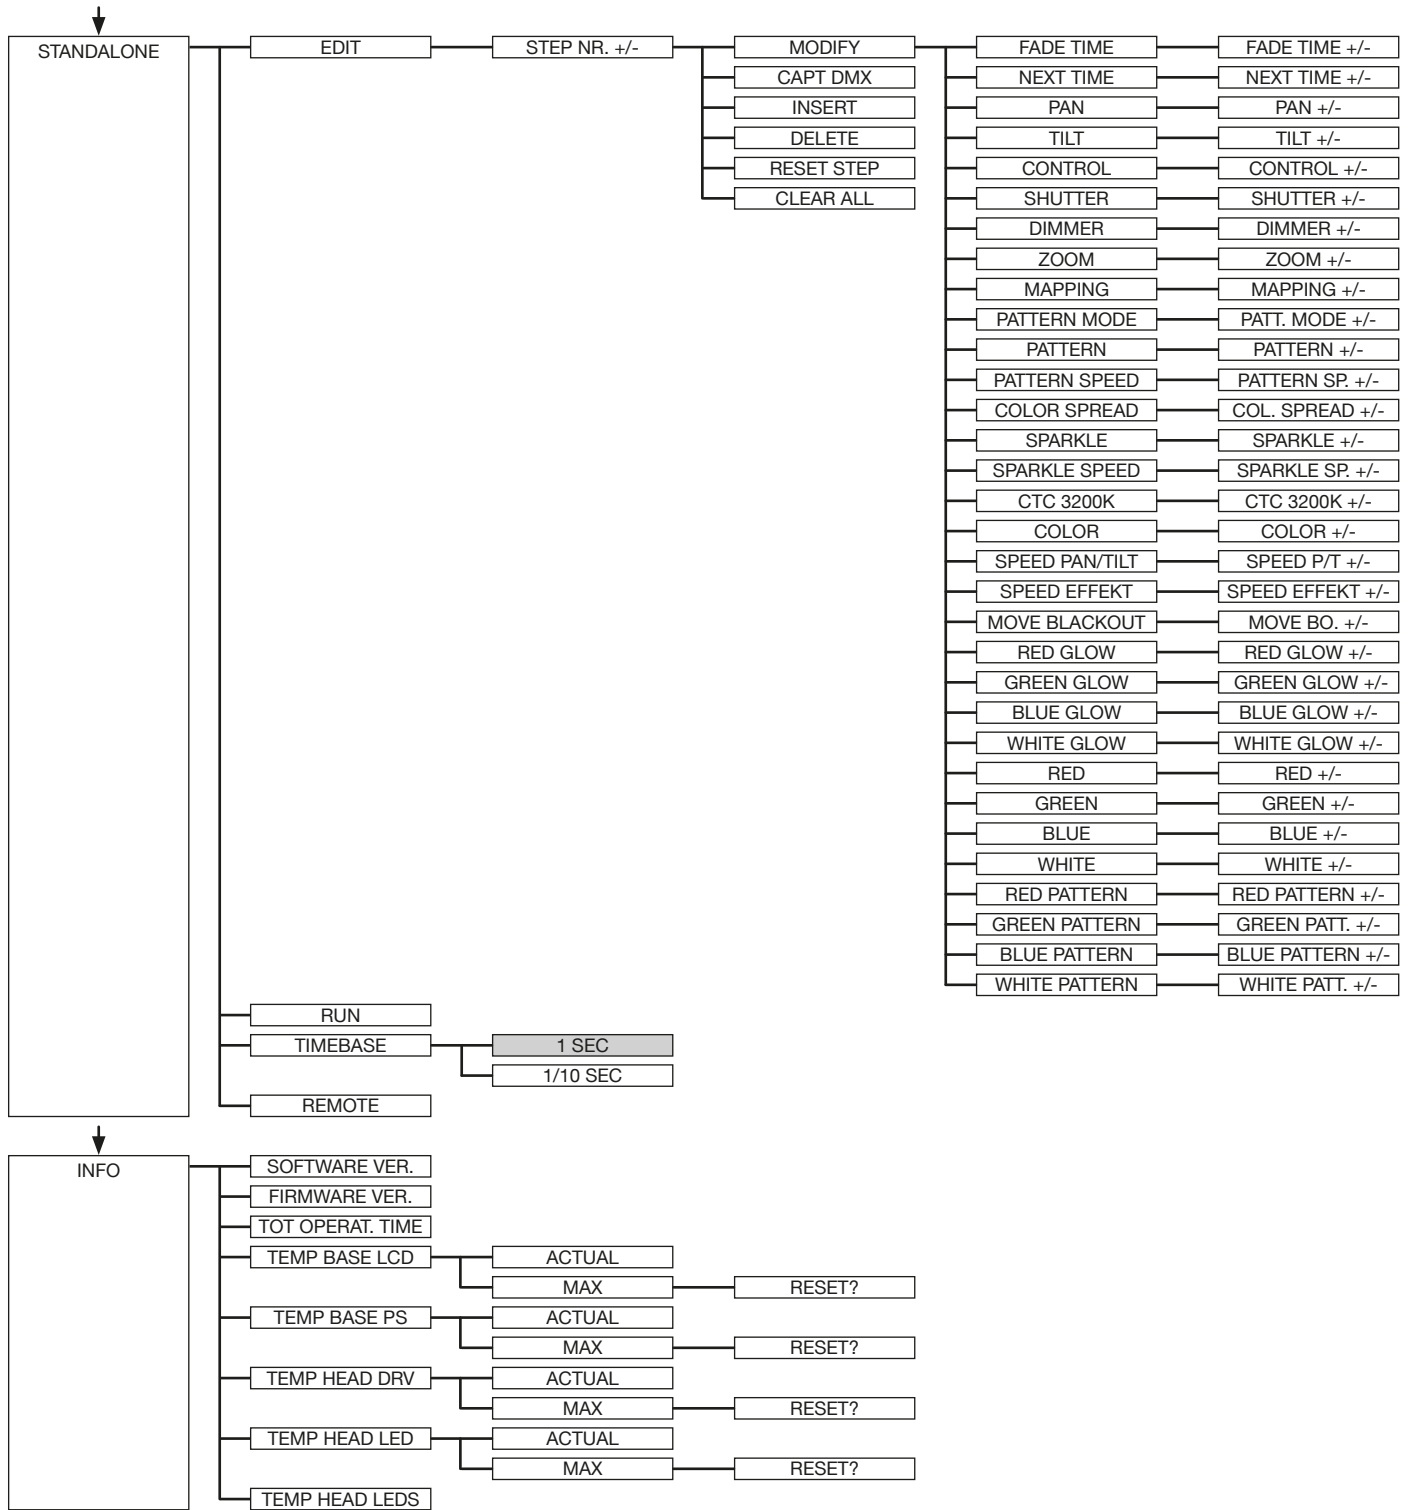 STANDALONE EDIT STEP NR. +/- MODIFY FADE TIME FADE TIME +/-
CAPT DMX NEXT TIME NEXT TIME +/-
INSERT PAN PAN +/-
DELETE TILT TILT +/-
RESET STEP CONTROL CONTROL +/-
CLEAR ALL SHUTTER SHUTTER +/-
DIMMER DIMMER +/-
ZOOM ZOOM +/-
MAPPING MAPPING +/-
PATTERN MODE PATT. MODE +/-
PATTERN PATTERN +/-
PATTERN SPEED PATTERN SP. +/-
COLOR SPREAD COL. SPREAD +/-
SPARKLE SPARKLE +/-
SPARKLE SPEED SPARKLE SP. +/-
CTC 3200K CTC 3200K +/-
COLOR COLOR +/-
SPEED PAN/TILT SPEED P/T +/-
SPEED EFFEKT SPEED EFFEKT +/-
MOVE BLACKOUT MOVE BO. +/-
RED GLOW RED GLOW +/-
GREEN GLOW GREEN GLOW +/-
BLUE GLOW BLUE GLOW +/-
WHITE GLOW WHITE GLOW +/-
RED RED +/-
GREEN GREEN +/-
BLUE BLUE +/-
WHITE WHITE +/-
RED PATTERN RED PATTERN +/-
GREEN PATTERN GREEN PATT. +/-
BLUE PATTERN BLUE PATTERN +/-
WHITE PATTERN WHITE PATT. +/-
RUN
TIMEBASE 1 SEC
1/10 SEC
REMOTE
INFO SOFTWARE VER.
FIRMWARE VER.
TOT OPERAT. TIME
TEMP BASE LCD ACTUAL
MAX RESET?
TEMP BASE PS ACTUAL
MAX RESET?
TEMP HEAD DRV ACTUAL
MAX RESET?
TEMP HEAD LED ACTUAL
MAX RESET?
TEMP HEAD LEDS